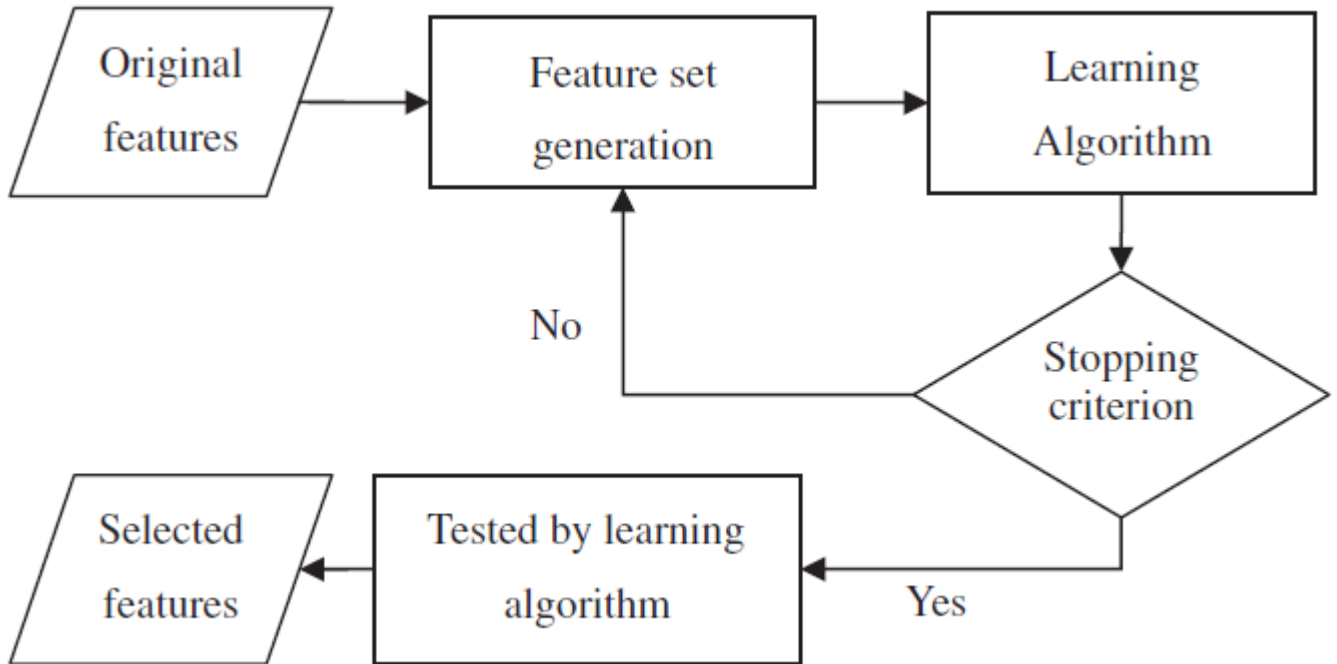 Original
features
Feature set
generation
Learning
Algorithm
No
Stopping
criterion
Selected
features
Tested by learning
algorithm
Yes